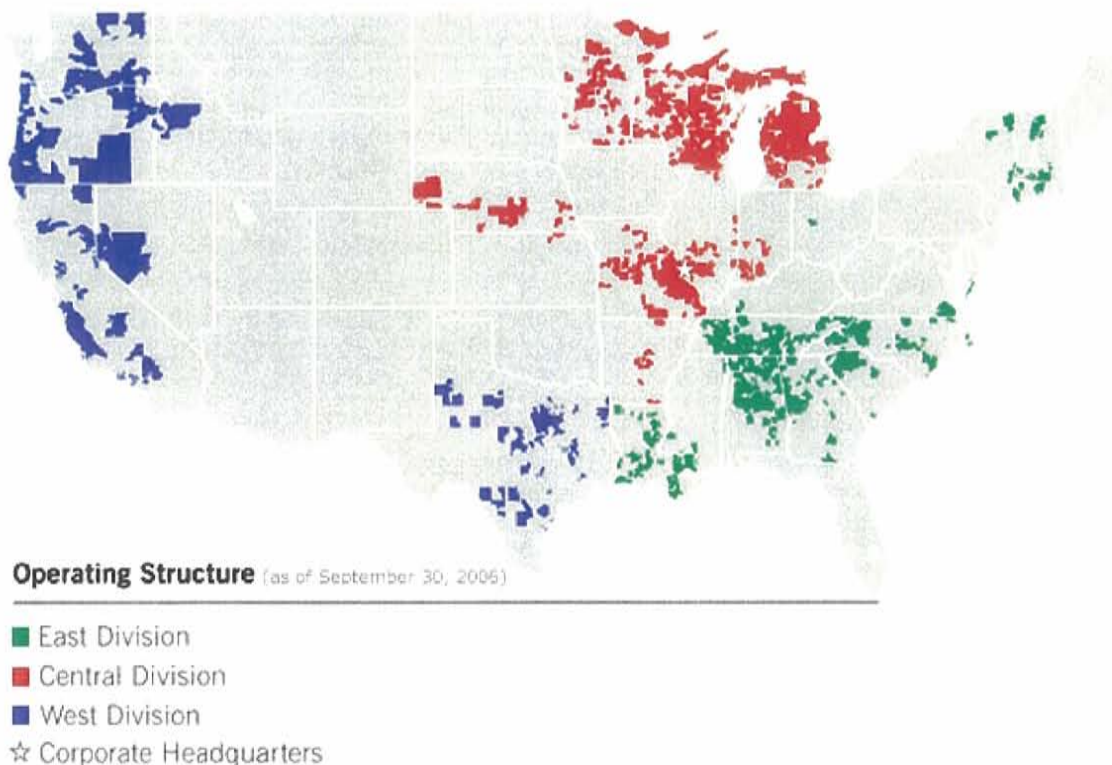 Operating Structure (as of September 30, 2006)
East Division
Central Division
West Division
☆ Corporate Headquarters